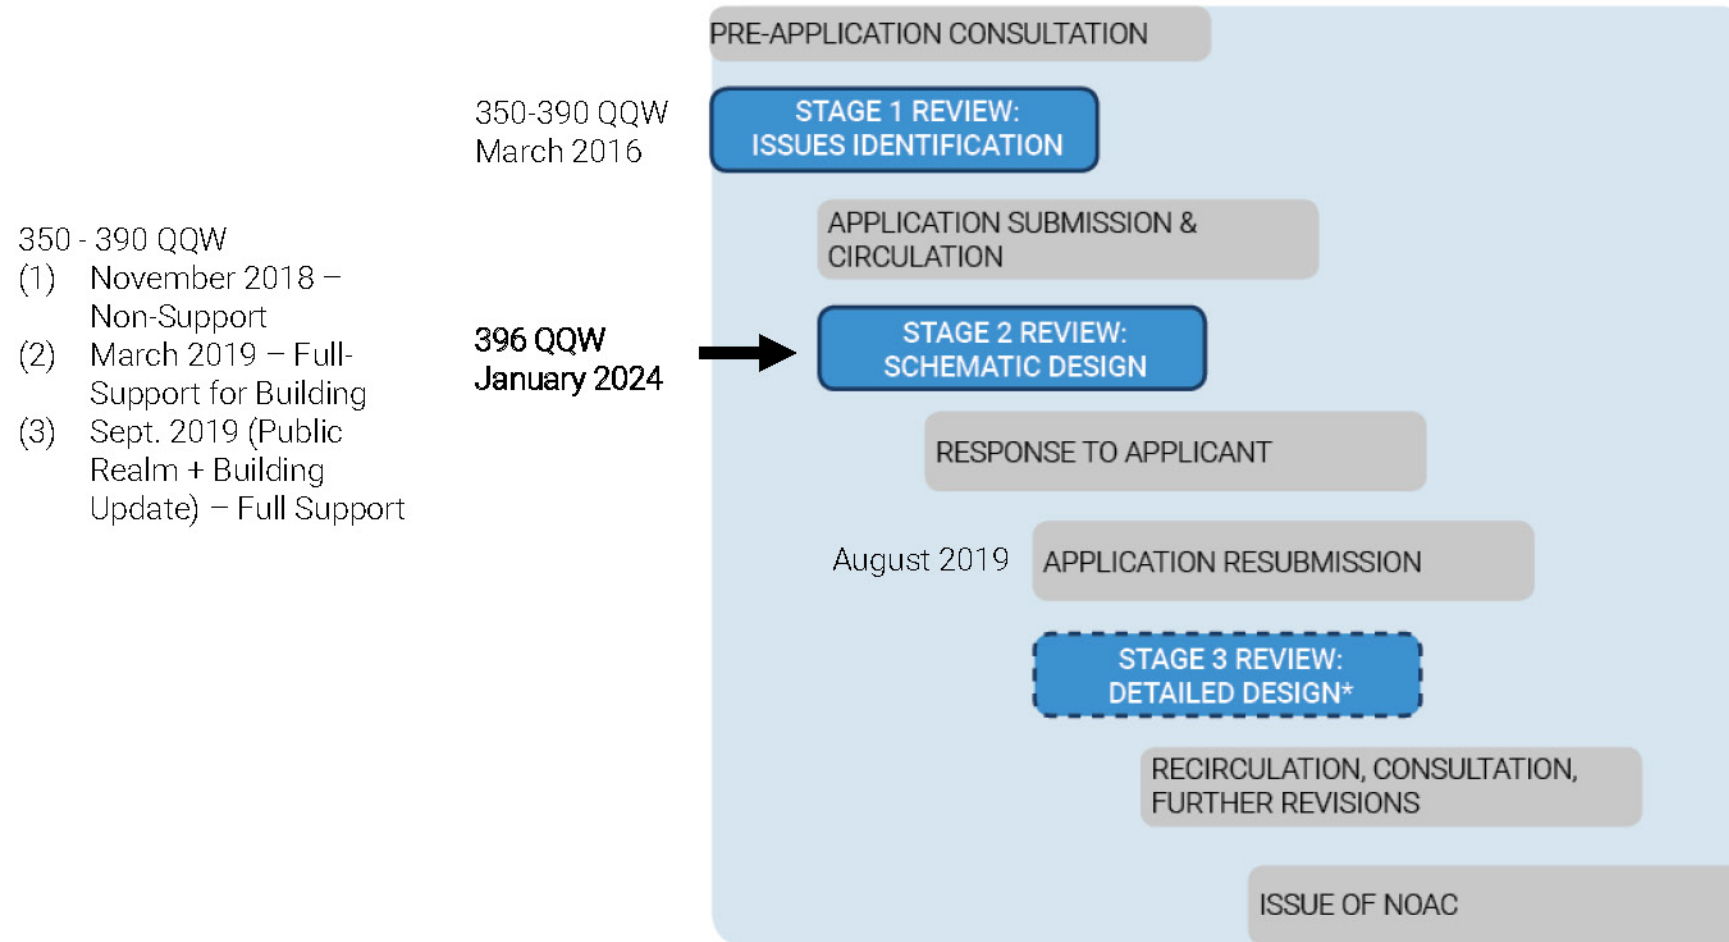 PRE-APPLICATION CONSULTATION
350-390 QQW
March 2016
STAGE 1 REVIEW:
ISSUES IDENTIFICATION
APPLICATION SUBMISSION &
CIRCULATION
350 - 390 QQW
(1) November 2018 –
Non-Support
(2) March 2019 – Full-
Support for Building
(3) Sept. 2019 (Public
Realm + Building
Update) – Full Support
396 QQW
January 2024
STAGE 2 REVIEW:
SCHEMATIC DESIGN
RESPONSE TO APPLICANT
August 2019
APPLICATION RESUBMISSION
STAGE 3 REVIEW:
DETAILED DESIGN*
RECIRCULATION, CONSULTATION,
FURTHER REVISIONS
ISSUE OF NOAC